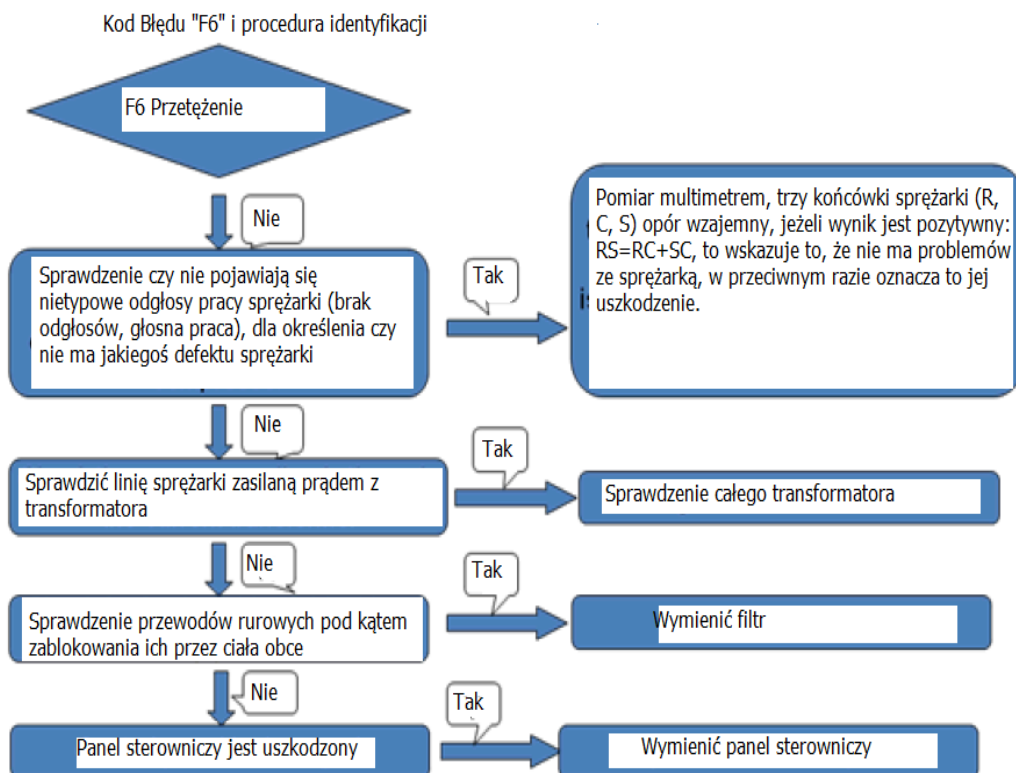 Kod Błędu "F6" i procedura identyfikacji
F6 Przetężenie
Nie
Pomiar multimetrem, trzy końcówki sprężarki (R,
C, S) opór wzajemny, jeżeli wynik jest pozytywny:
RS=RC+SC, to wskazuje to, że nie ma problemów
ze sprężarką, w przeciwnym razie oznacza to jej
uszkodzenie.
Sprawdzenie czy nie pojawiają się
nietypowe odgłosy pracy sprężarki (brak
odgłosów, głosna praca), dla określenia czy
nie ma jakiegoś defektu sprężarki
Tak
Nie
Sprawdzić linię sprężarki zasilaną prądem z
transformatora
Tak
Sprawdzenie całego transformatora
Nie
Sprawdzenie przewodów rurowych pod kątem
zablokowania ich przez ciała obce
Tak
Wymienić filtr
Nie
Panel sterowniczy jest uszkodzony
Tak
Wymienić panel sterowniczy